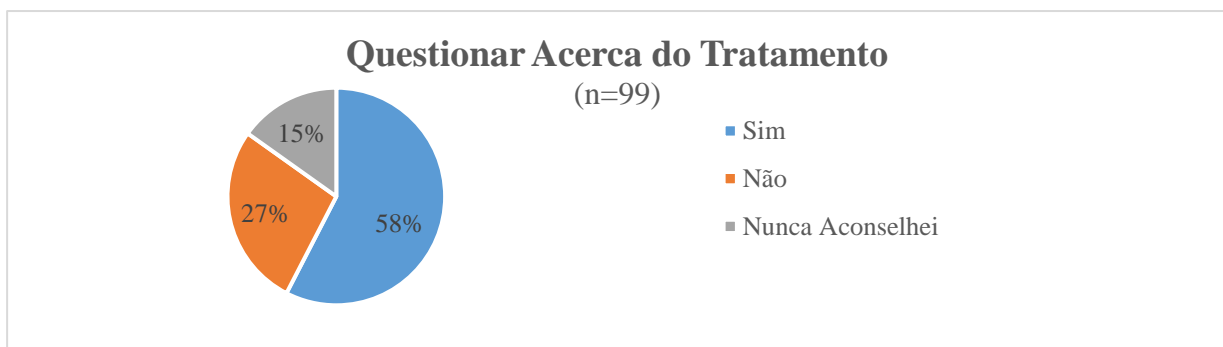 Questionar Acerca do Tratamento
(n=99)
15%
27%
58%
Sim
Não
Nunca Aconselhei